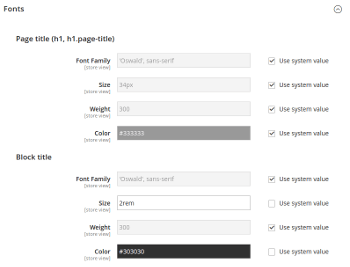 Fonts
Page title (h1, h1.page-title)
Font Family 'Oswald', sans-serif Use system value
[store view]
Size 34px Use system value
[store view]
Weight 300 Use system value
[store view]
Color #333333 Use system value
[store view]
Block title
Font Family 'Oswald', sans-serif Use system value
[store view]
Size 2rem Use system value
[store view]
Weight 300 Use system value
[store view]
Color #303030 Use system value
[store view]